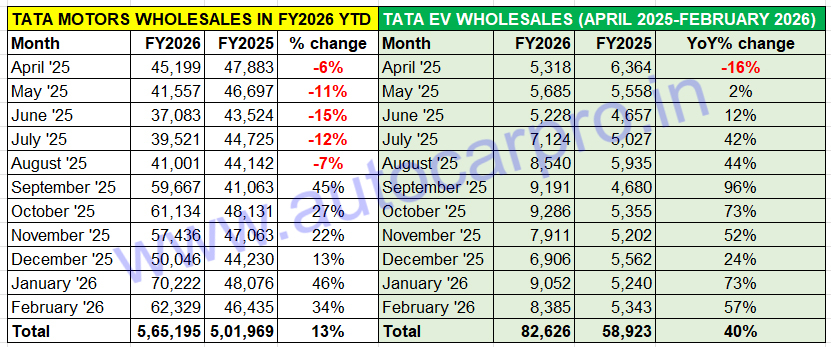 TATA MOTORS WHOLESALES IN FY2026 YTD TATA EV WHOLESALES (APRIL 2025-FEBRUARY 2026)
Month FY2026 FY2025 % change Month FY2026 FY2025 YoY% change
April '25 45,199 47,883 -6% April '25 5,318 6,364 -16%
May '25 41,557 46,697 -11% May '25 5,685 5,558 2%
June '25 37,083 43,524 -15% June '25 5,228 4,657 12%
July '25 39,521 44,725 -12% July '25 7,124 5,027 42%
August '25 41,001 44,142 -7% August '25 8,540 5,935 44%
September '25 59,667 41,063 45% September '25 9,191 4,680 96%
October '25 61,134 48,131 27% October '25 9,286 5,355 73%
November '25 57,436 47,063 22% November '25 7,911 5,202 52%
December '25 50,046 44,230 13% December '25 6,906 5,562 24%
January '26 70,222 48,076 46% January '26 9,052 5,240 73%
February '26 62,329 46,435 34% February '26 8,385 5,343 57%
Total 5,65,195 5,01,969 13% Total 82,626 58,923 40%
www.autocarpro.in